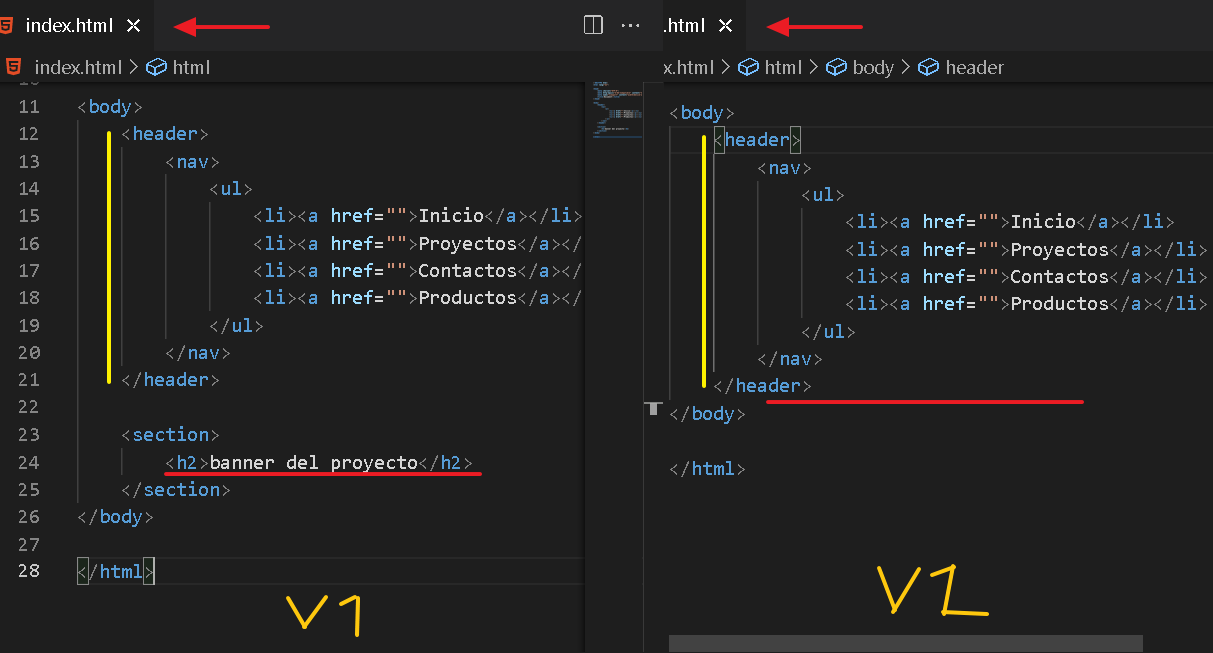 index.html
index.html > html
11 <body>
12 <header>
13 <nav>
14 <ul>
15 <li><a href="">Inicio</a></li>
16 <li><a href="">Proyectos</a></
17 <li><a href="">Contactos</a></
18 <li><a href="">Productos</a></
19 </ul>
20 </nav>
21 </header>
22
23 <section>
24 <h2>banner del proyecto</h2>
25 </section>
26 </body>
27
28 </html>
V1
.html
x.html > html > body > header
<body>
<header>
<nav>
<ul>
<li><a href="">Inicio</a></li>
<li><a href="">Proyectos</a></li>
<li><a href="">Contactos</a></li>
<li><a href="">Productos</a></li>
</ul>
</nav>
</header>
</body>
</html>
V2